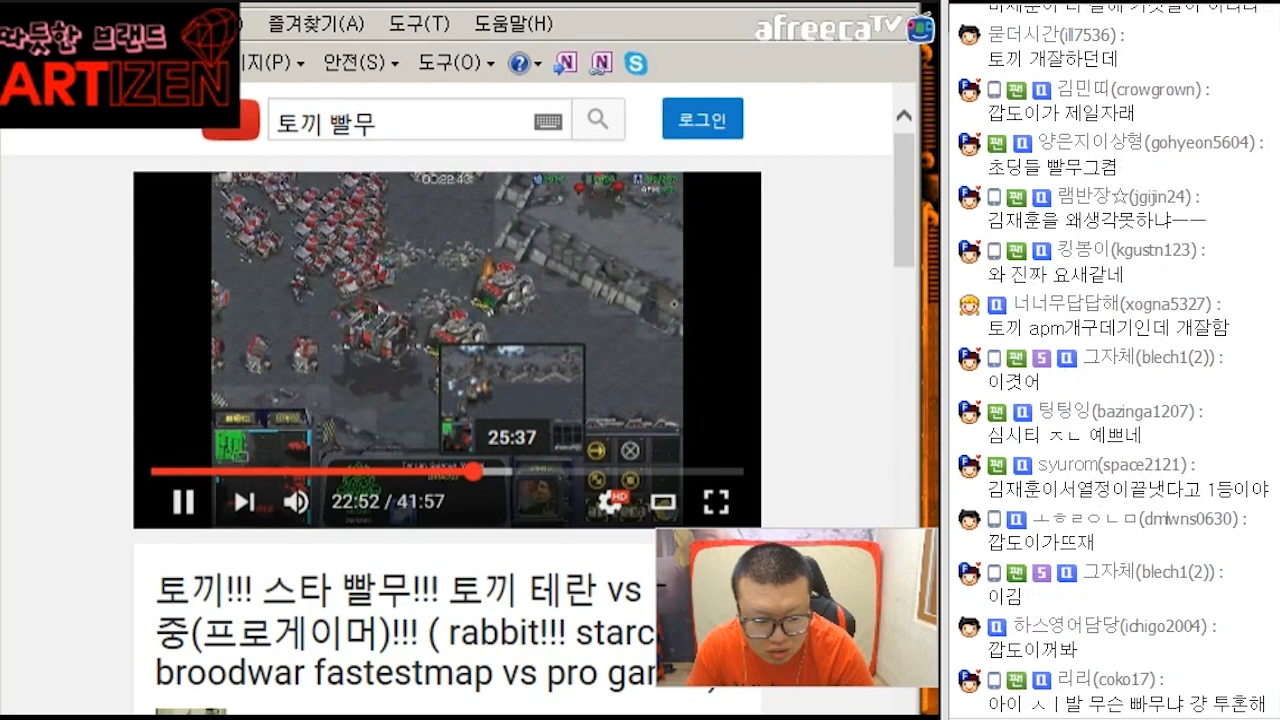 따듯한 브랜드
ARTIZEN
즐겨찾기(A) 도구(T) 도움말(H)
afreecaTV
지(P) 안전(S) 도구(O)
토끼 빨무
로그인
25:37
22:52 / 41:57
HD
토끼!!! 스타 빨무!!! 토끼 테란 vs
중(프로게이머)!!! ( rabbit!!! starc
broodwar fastestmap vs pro gam
묻더시간(ill7536) :
토끼 개잘하던데
김민띠(crowgrown) :
깝도이가 제일자래
양은지이상형(gohyeon5604) :
초딩들 빨무그켬
램반장☆(jgijin24) :
김재훈을 왜생각못하냐ㅡㅡ
킹봉이(kgustn123) :
와 진짜 요새귿네
너너무답답해(xogna5327) :
토끼 apm개구데기인데 개잘함
그자체(blech1(2)) :
이겻어
팅팅잉(bazinga1207) :
심시티 ㅈㄴ 예쁘네
syurom(space2121) :
김재훈이서열정이끝냇다고 1등이야
ㅗㅎㄹㅇㄴㅁ(dmlwns0630) :
깝도이가뜨재
그자체(blech1(2)) :
이김
하스영어담당(ichigo2004) :
깝도이껴봐
리리(coko17) :
아이 ㅅㅣ발 무슨 빠무냐 걍 투혼해